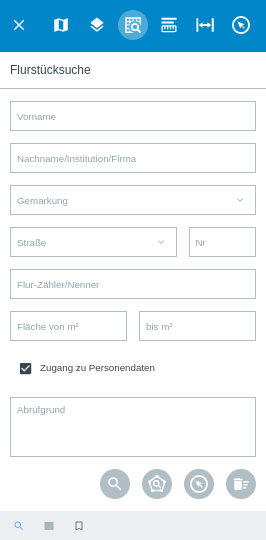 Flurstücksuche
Vorname
Nachname/Institution/Firma
Gemarkung
Straße Nr
Flur-Zähler/Nenner
Fläche von m² bis m²
Zugang zu Personendaten
Abrufgrund